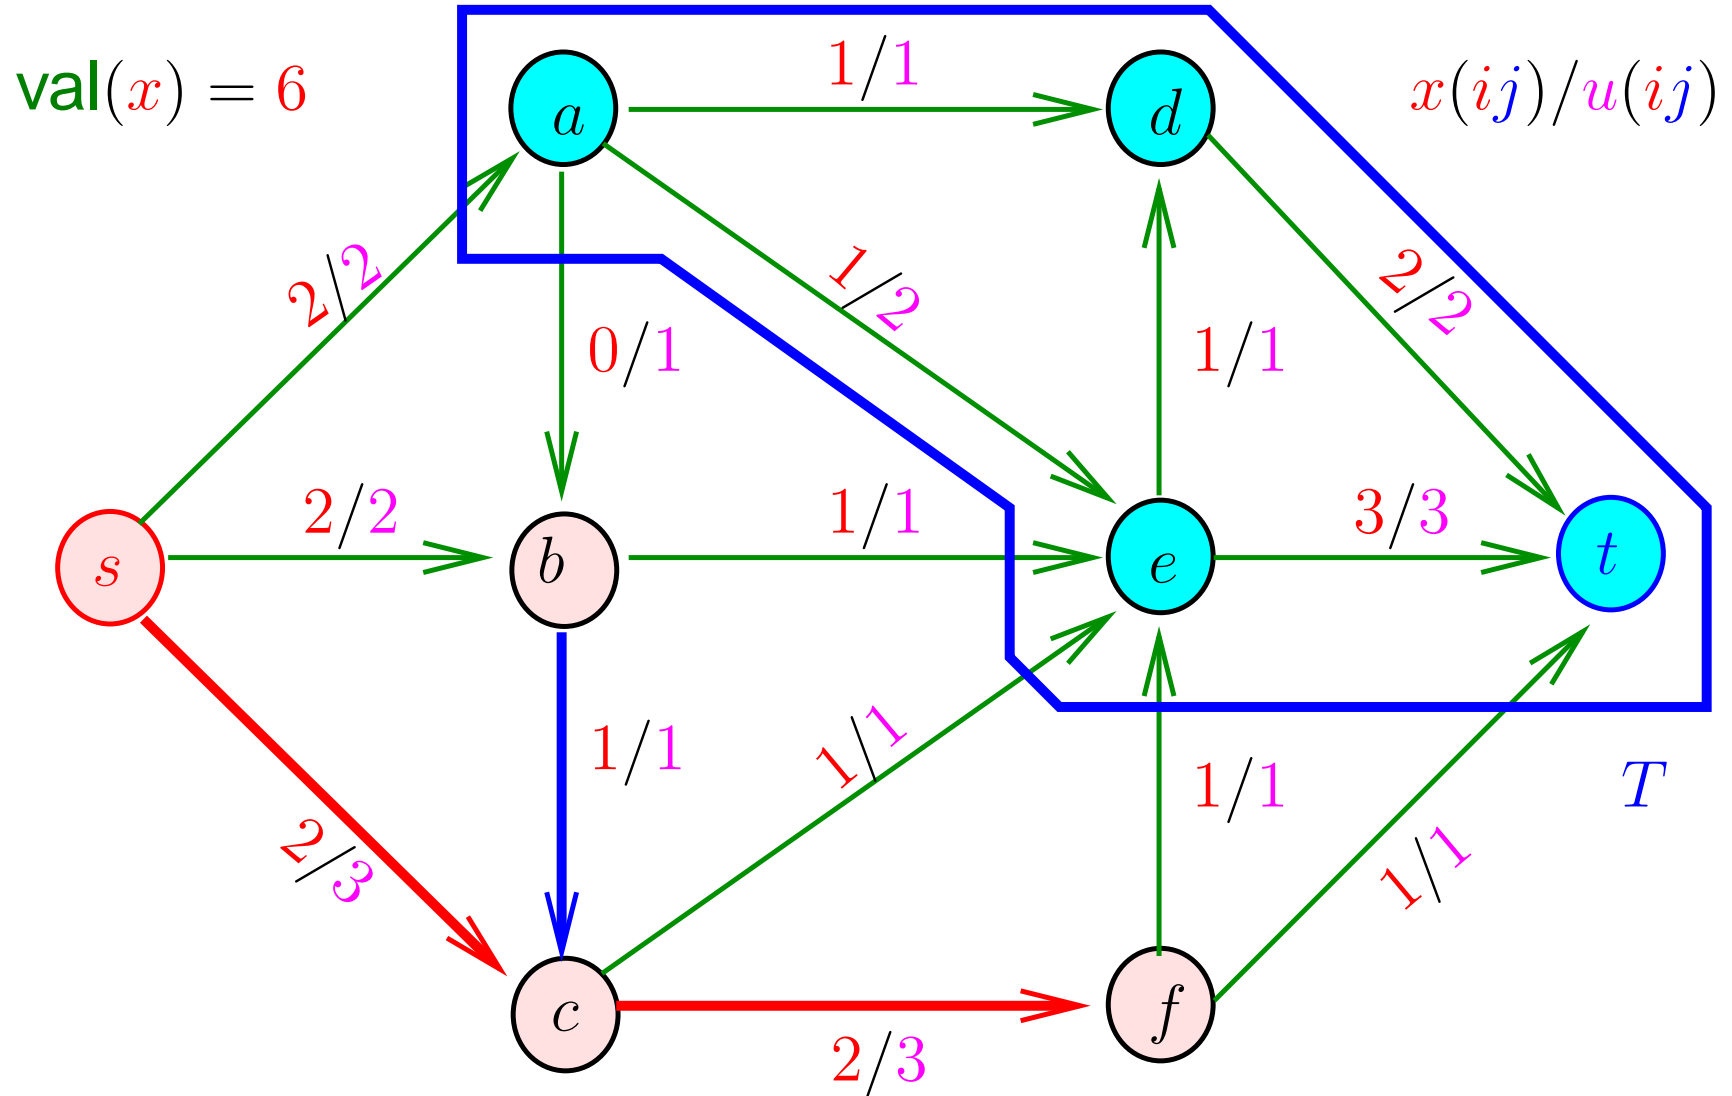 val(x) = 6
x(ij)/u(ij)
1/1
a
d
2/2
1/2
2/2
0/1
1/1
2/2
1/1
3/3
s
b
e
t
1/1
1/1
1/1
T
2/3
1/1
c
f
2/3